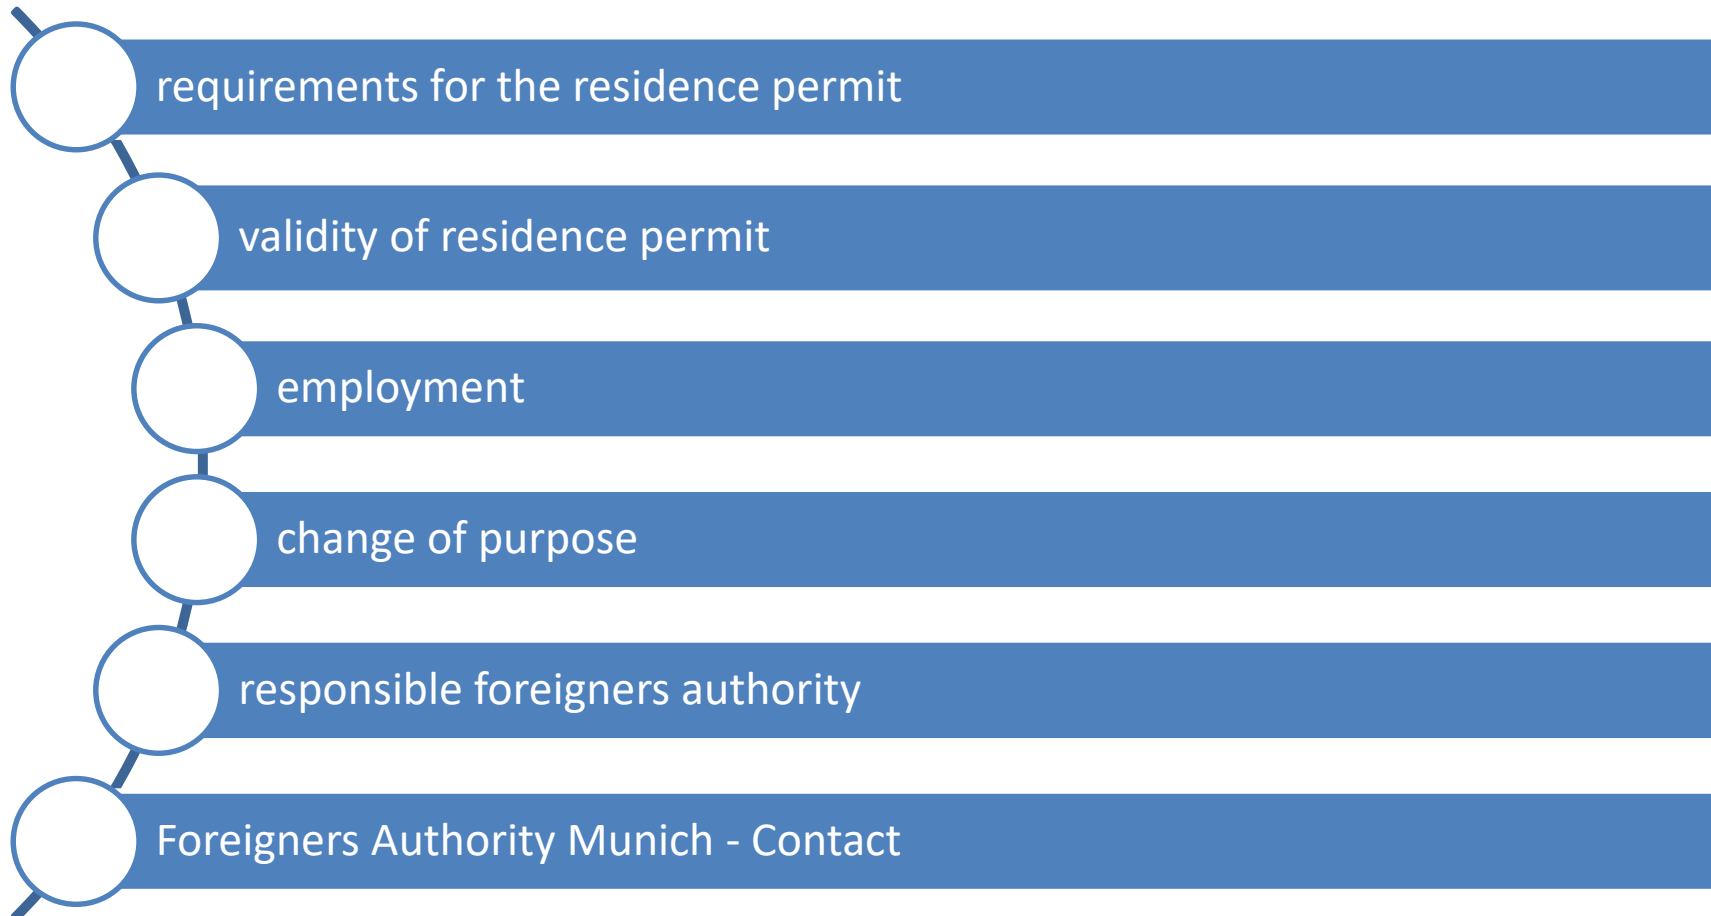 requirements for the residence permit
validity of residence permit
employment
change of purpose
responsible foreigners authority
Foreigners Authority Munich - Contact